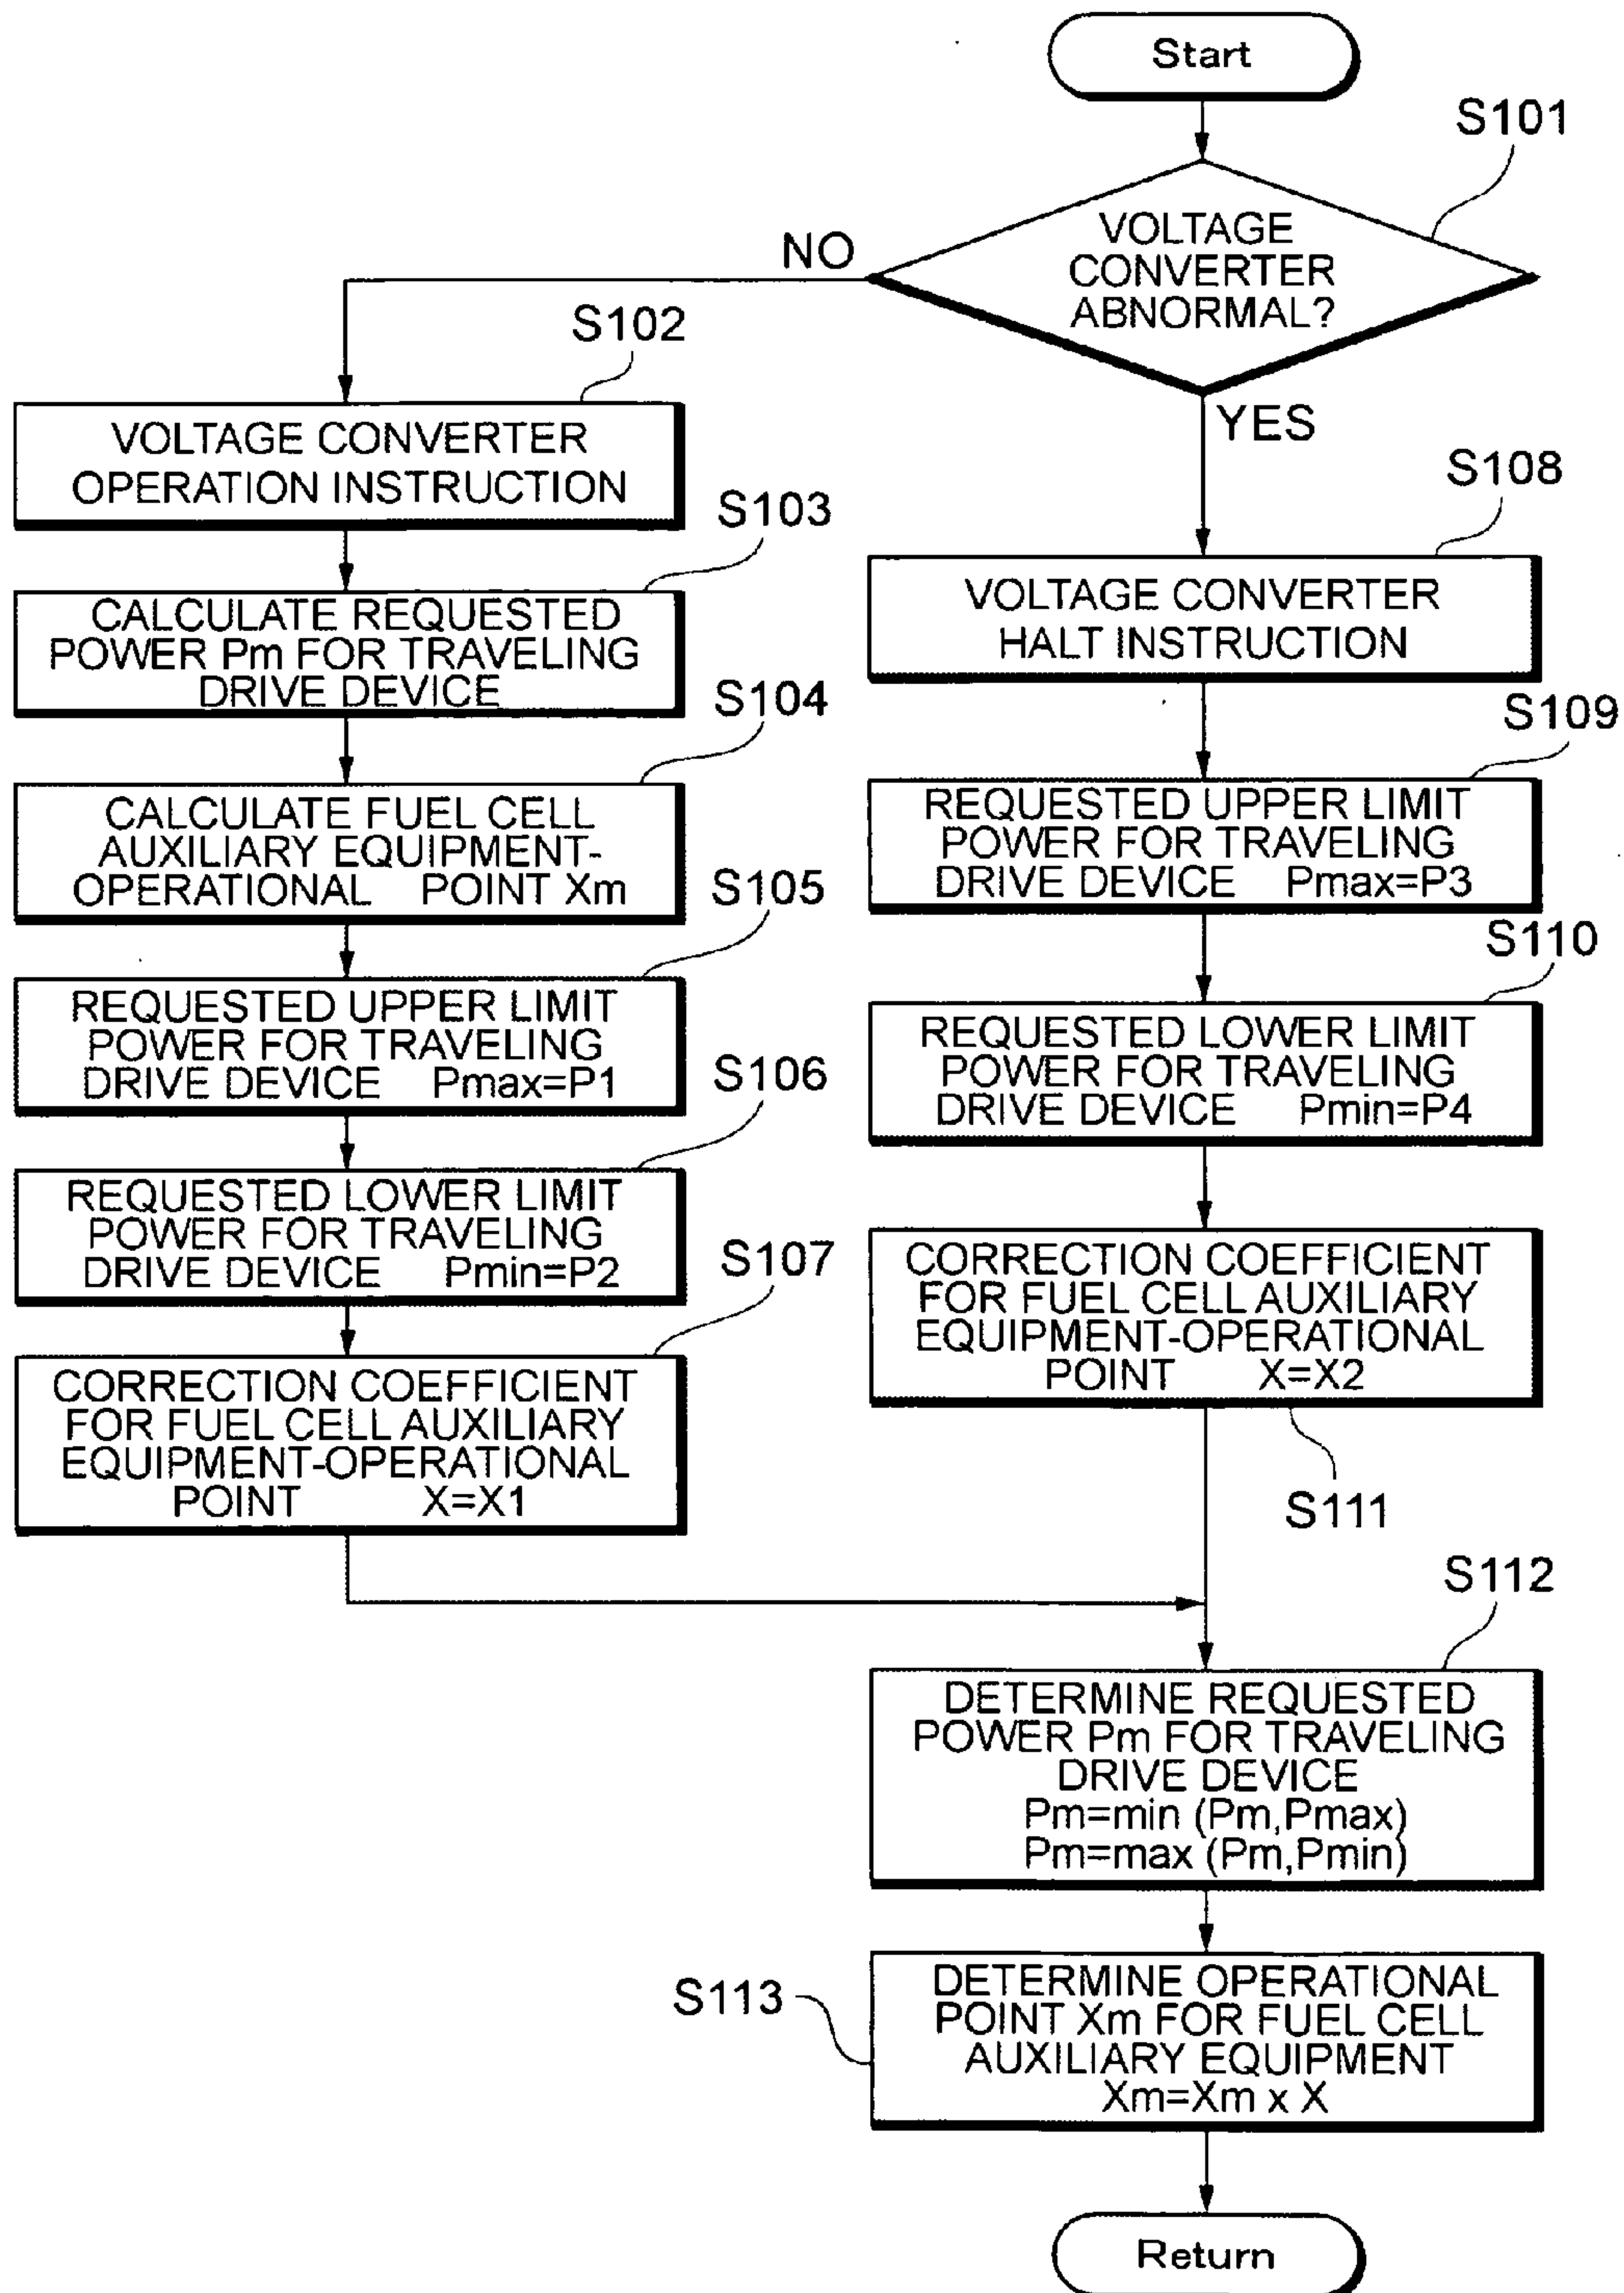 Start
S101
VOLTAGE
CONVERTER
ABNORMAL?
NO
YES
S102
VOLTAGE CONVERTER
OPERATION INSTRUCTION
S103
CALCULATE REQUESTED
POWER Pm FOR TRAVELING
DRIVE DEVICE
S104
CALCULATE FUEL CELL
AUXILIARY EQUIPMENT-
OPERATIONAL POINT Xm
S105
REQUESTED UPPER LIMIT
POWER FOR TRAVELING
DRIVE DEVICE Pmax=P1
S106
REQUESTED LOWER LIMIT
POWER FOR TRAVELING
DRIVE DEVICE Pmin=P2
S107
CORRECTION COEFFICIENT
FOR FUEL CELL AUXILIARY
EQUIPMENT-OPERATIONAL
POINT X=X1
S108
VOLTAGE CONVERTER
HALT INSTRUCTION
S109
REQUESTED UPPER LIMIT
POWER FOR TRAVELING
DRIVE DEVICE Pmax=P3
S110
REQUESTED LOWER LIMIT
POWER FOR TRAVELING
DRIVE DEVICE Pmin=P4
CORRECTION COEFFICIENT
FOR FUEL CELL AUXILIARY
EQUIPMENT-OPERATIONAL
POINT X=X2
S111
S112
DETERMINE REQUESTED
POWER Pm FOR TRAVELING
DRIVE DEVICE
Pm=min (Pm,Pmax)
Pm=max (Pm,Pmin)
S113
DETERMINE OPERATIONAL
POINT Xm FOR FUEL CELL
AUXILIARY EQUIPMENT
Xm=Xm x X
Return